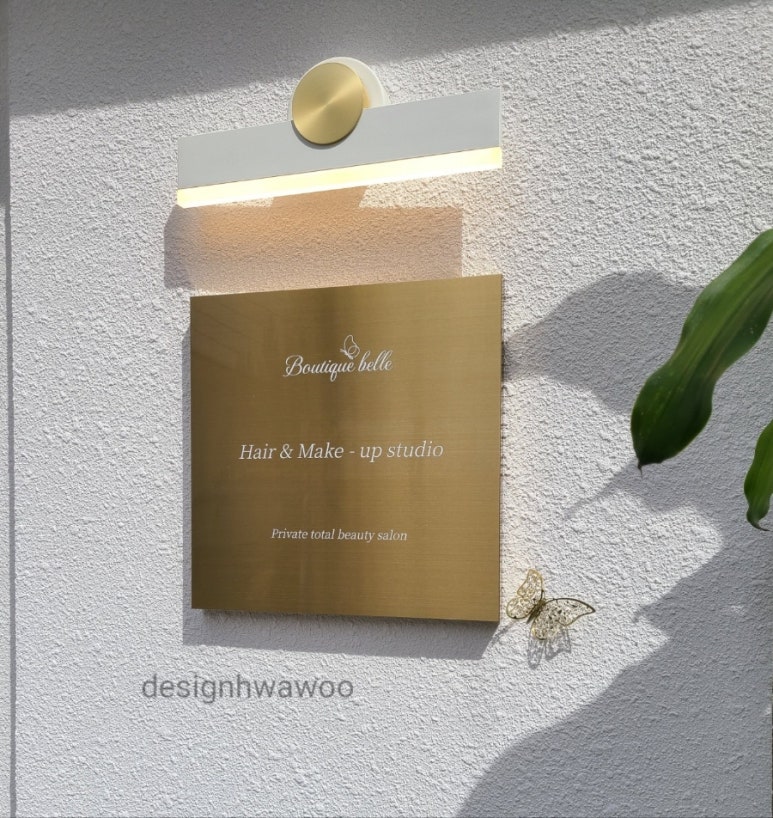 Boutique belle
Hair & Make - up studio
Private total beauty salon
designhwawoo